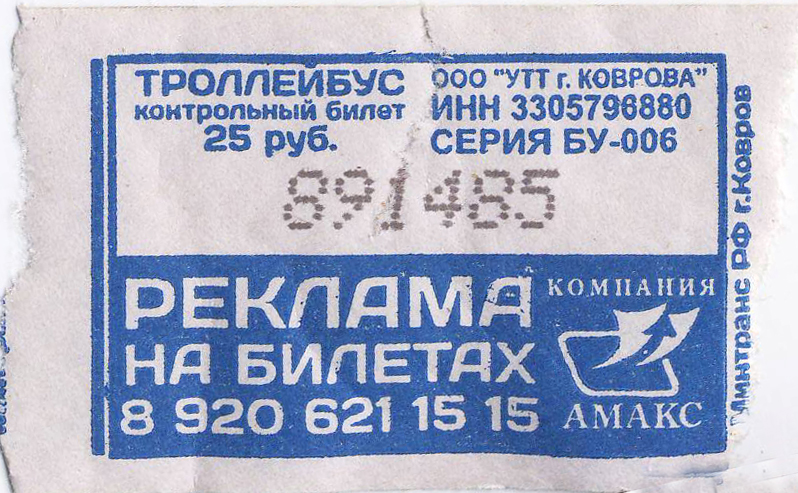 ТРОЛЛЕЙБУС
контрольный билет
25 руб.
ООО "УТТ г. КОВРОВА"
ИНН 3305796880
СЕРИЯ БУ-006
891485
РЕКЛАМА
НА БИЛЕТАХ
8 920 621 15 15
КОМПАНИЯ
АМАКС
Минтранс РФ г.Ковров